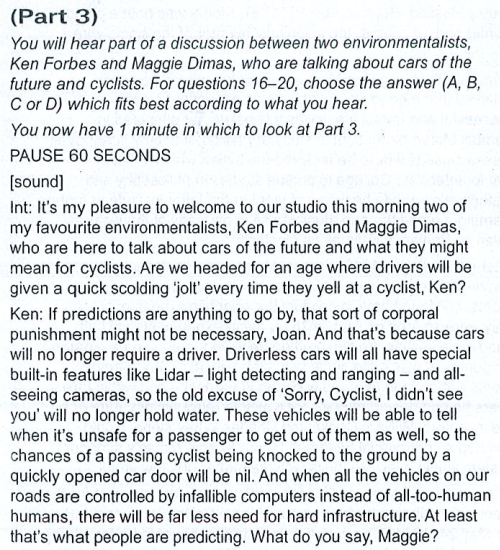 (Part 3)
You will hear part of a discussion between two environmentalists,
Ken Forbes and Maggie Dimas, who are talking about cars of the
future and cyclists. For questions 16–20, choose the answer (A, B,
C or D) which fits best according to what you hear.
You now have 1 minute in which to look at Part 3.
PAUSE 60 SECONDS
[sound]
Int: It's my pleasure to welcome to our studio this morning two of
my favourite environmentalists, Ken Forbes and Maggie Dimas,
who are here to talk about cars of the future and what they might
mean for cyclists. Are we headed for an age where drivers will be
given a quick scolding 'jolt' every time they yell at a cyclist, Ken?
Ken: If predictions are anything to go by, that sort of corporal
punishment might not be necessary, Joan. And that's because cars
will no longer require a driver. Driverless cars will all have special
built-in features like Lidar – light detecting and ranging – and all-
seeing cameras, so the old excuse of 'Sorry, Cyclist, I didn't see
you' will no longer hold water. These vehicles will be able to tell
when it's unsafe for a passenger to get out of them as well, so the
chances of a passing cyclist being knocked to the ground by a
quickly opened car door will be nil. And when all the vehicles on our
roads are controlled by infallible computers instead of all-too-human
humans, there will be far less need for hard infrastructure. At least
that's what people are predicting. What do you say, Maggie?